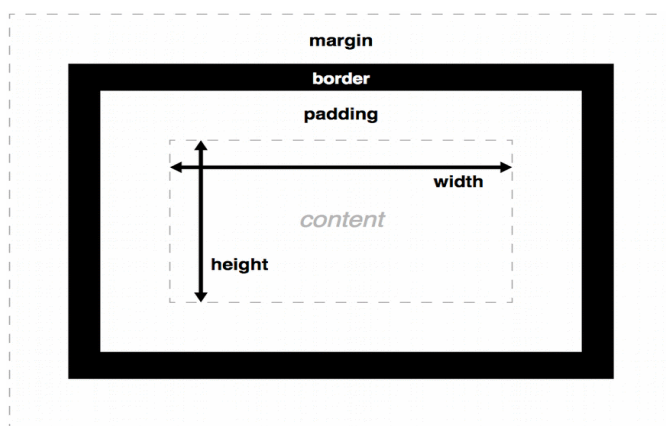 margin
border
padding
width
content
height